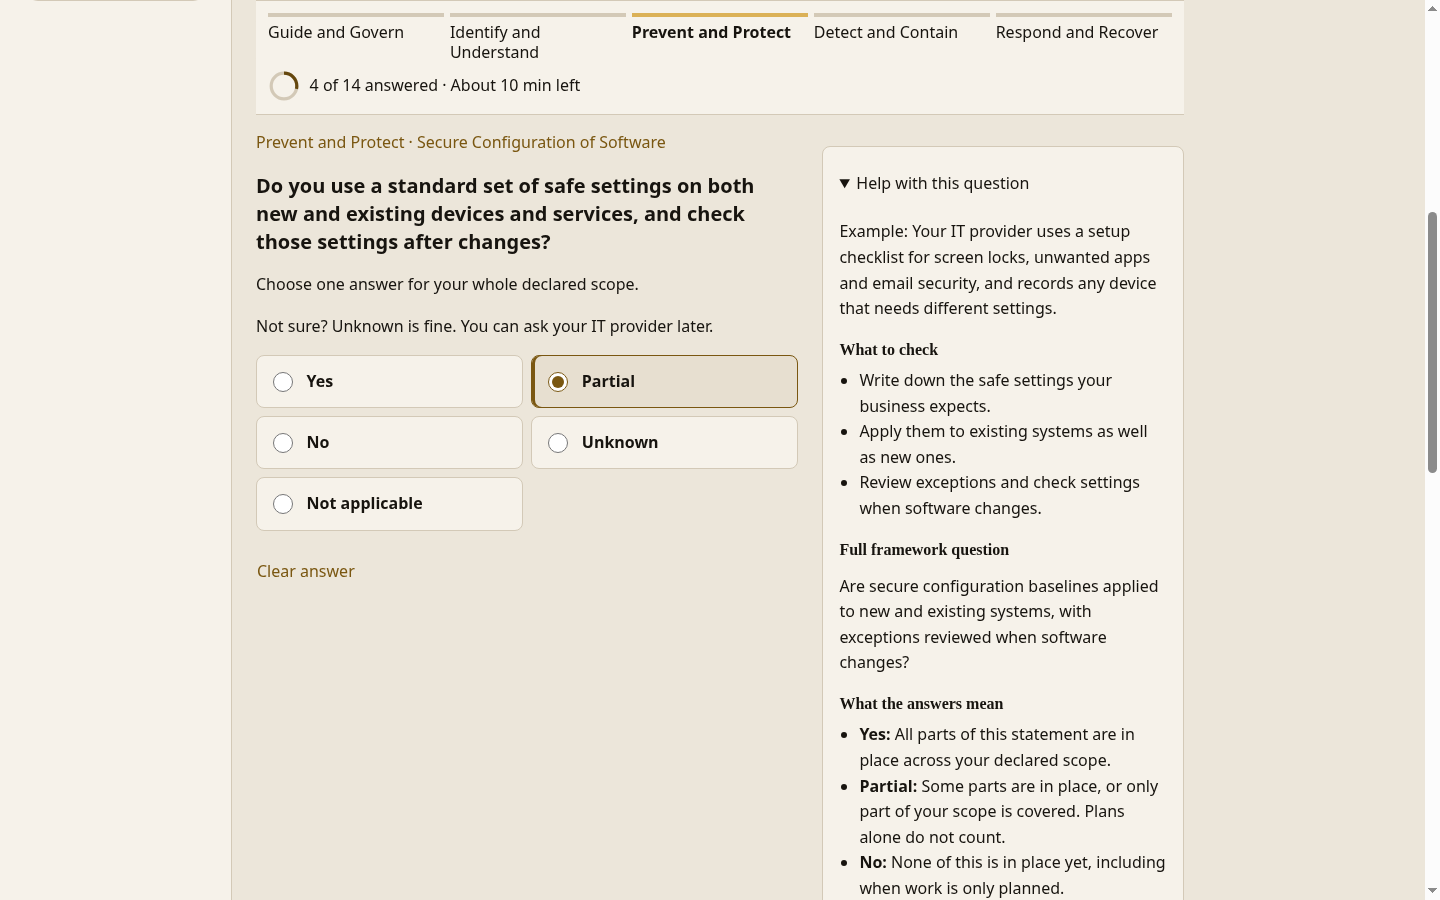 Guide and Govern
Identify and
Understand
Prevent and Protect
Detect and Contain
Respond and Recover
4 of 14 answered · About 10 min left
Prevent and Protect · Secure Configuration of Software
Do you use a standard set of safe settings on both
new and existing devices and services, and check
those settings after changes?
Choose one answer for your whole declared scope.
Not sure? Unknown is fine. You can ask your IT provider later.
Yes
Partial
No
Unknown
Not applicable
Clear answer
▼ Help with this question
Example: Your IT provider uses a setup
checklist for screen locks, unwanted apps
and email security, and records any device
that needs different settings.
What to check
• Write down the safe settings your
business expects.
• Apply them to existing systems as well
as new ones.
• Review exceptions and check settings
when software changes.
Full framework question
Are secure configuration baselines applied
to new and existing systems, with
exceptions reviewed when software
changes?
What the answers mean
• Yes: All parts of this statement are in
place across your declared scope.
• Partial: Some parts are in place, or only
part of your scope is covered. Plans
alone do not count.
• No: None of this is in place yet, including
when work is only planned.